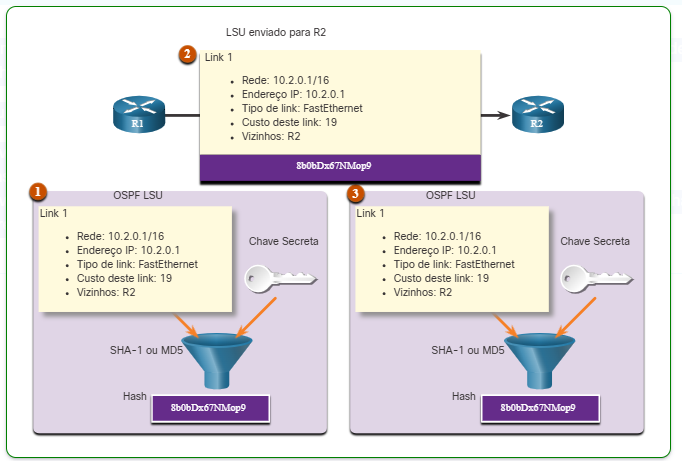 LSU enviado para R2
2
Link 1
Rede: 10.2.0.1/16
Endereço IP: 10.2.0.1
Tipo de link: FastEthernet
Custo deste link: 19
Vizinhos: R2
R1
R2
8b0bDx67NMop9
1
OSPF LSU
Link 1
Rede: 10.2.0.1/16
Endereço IP: 10.2.0.1
Tipo de link: FastEthernet
Custo deste link: 19
Vizinhos: R2
Chave Secreta
SHA-1 ou MD5
Hash
8b0bDx67NMop9
3
OSPF LSU
Link 1
Rede: 10.2.0.1/16
Endereço IP: 10.2.0.1
Tipo de link: FastEthernet
Custo deste link: 19
Vizinhos: R2
Chave Secreta
SHA-1 ou MD5
Hash
8b0bDx67NMop9